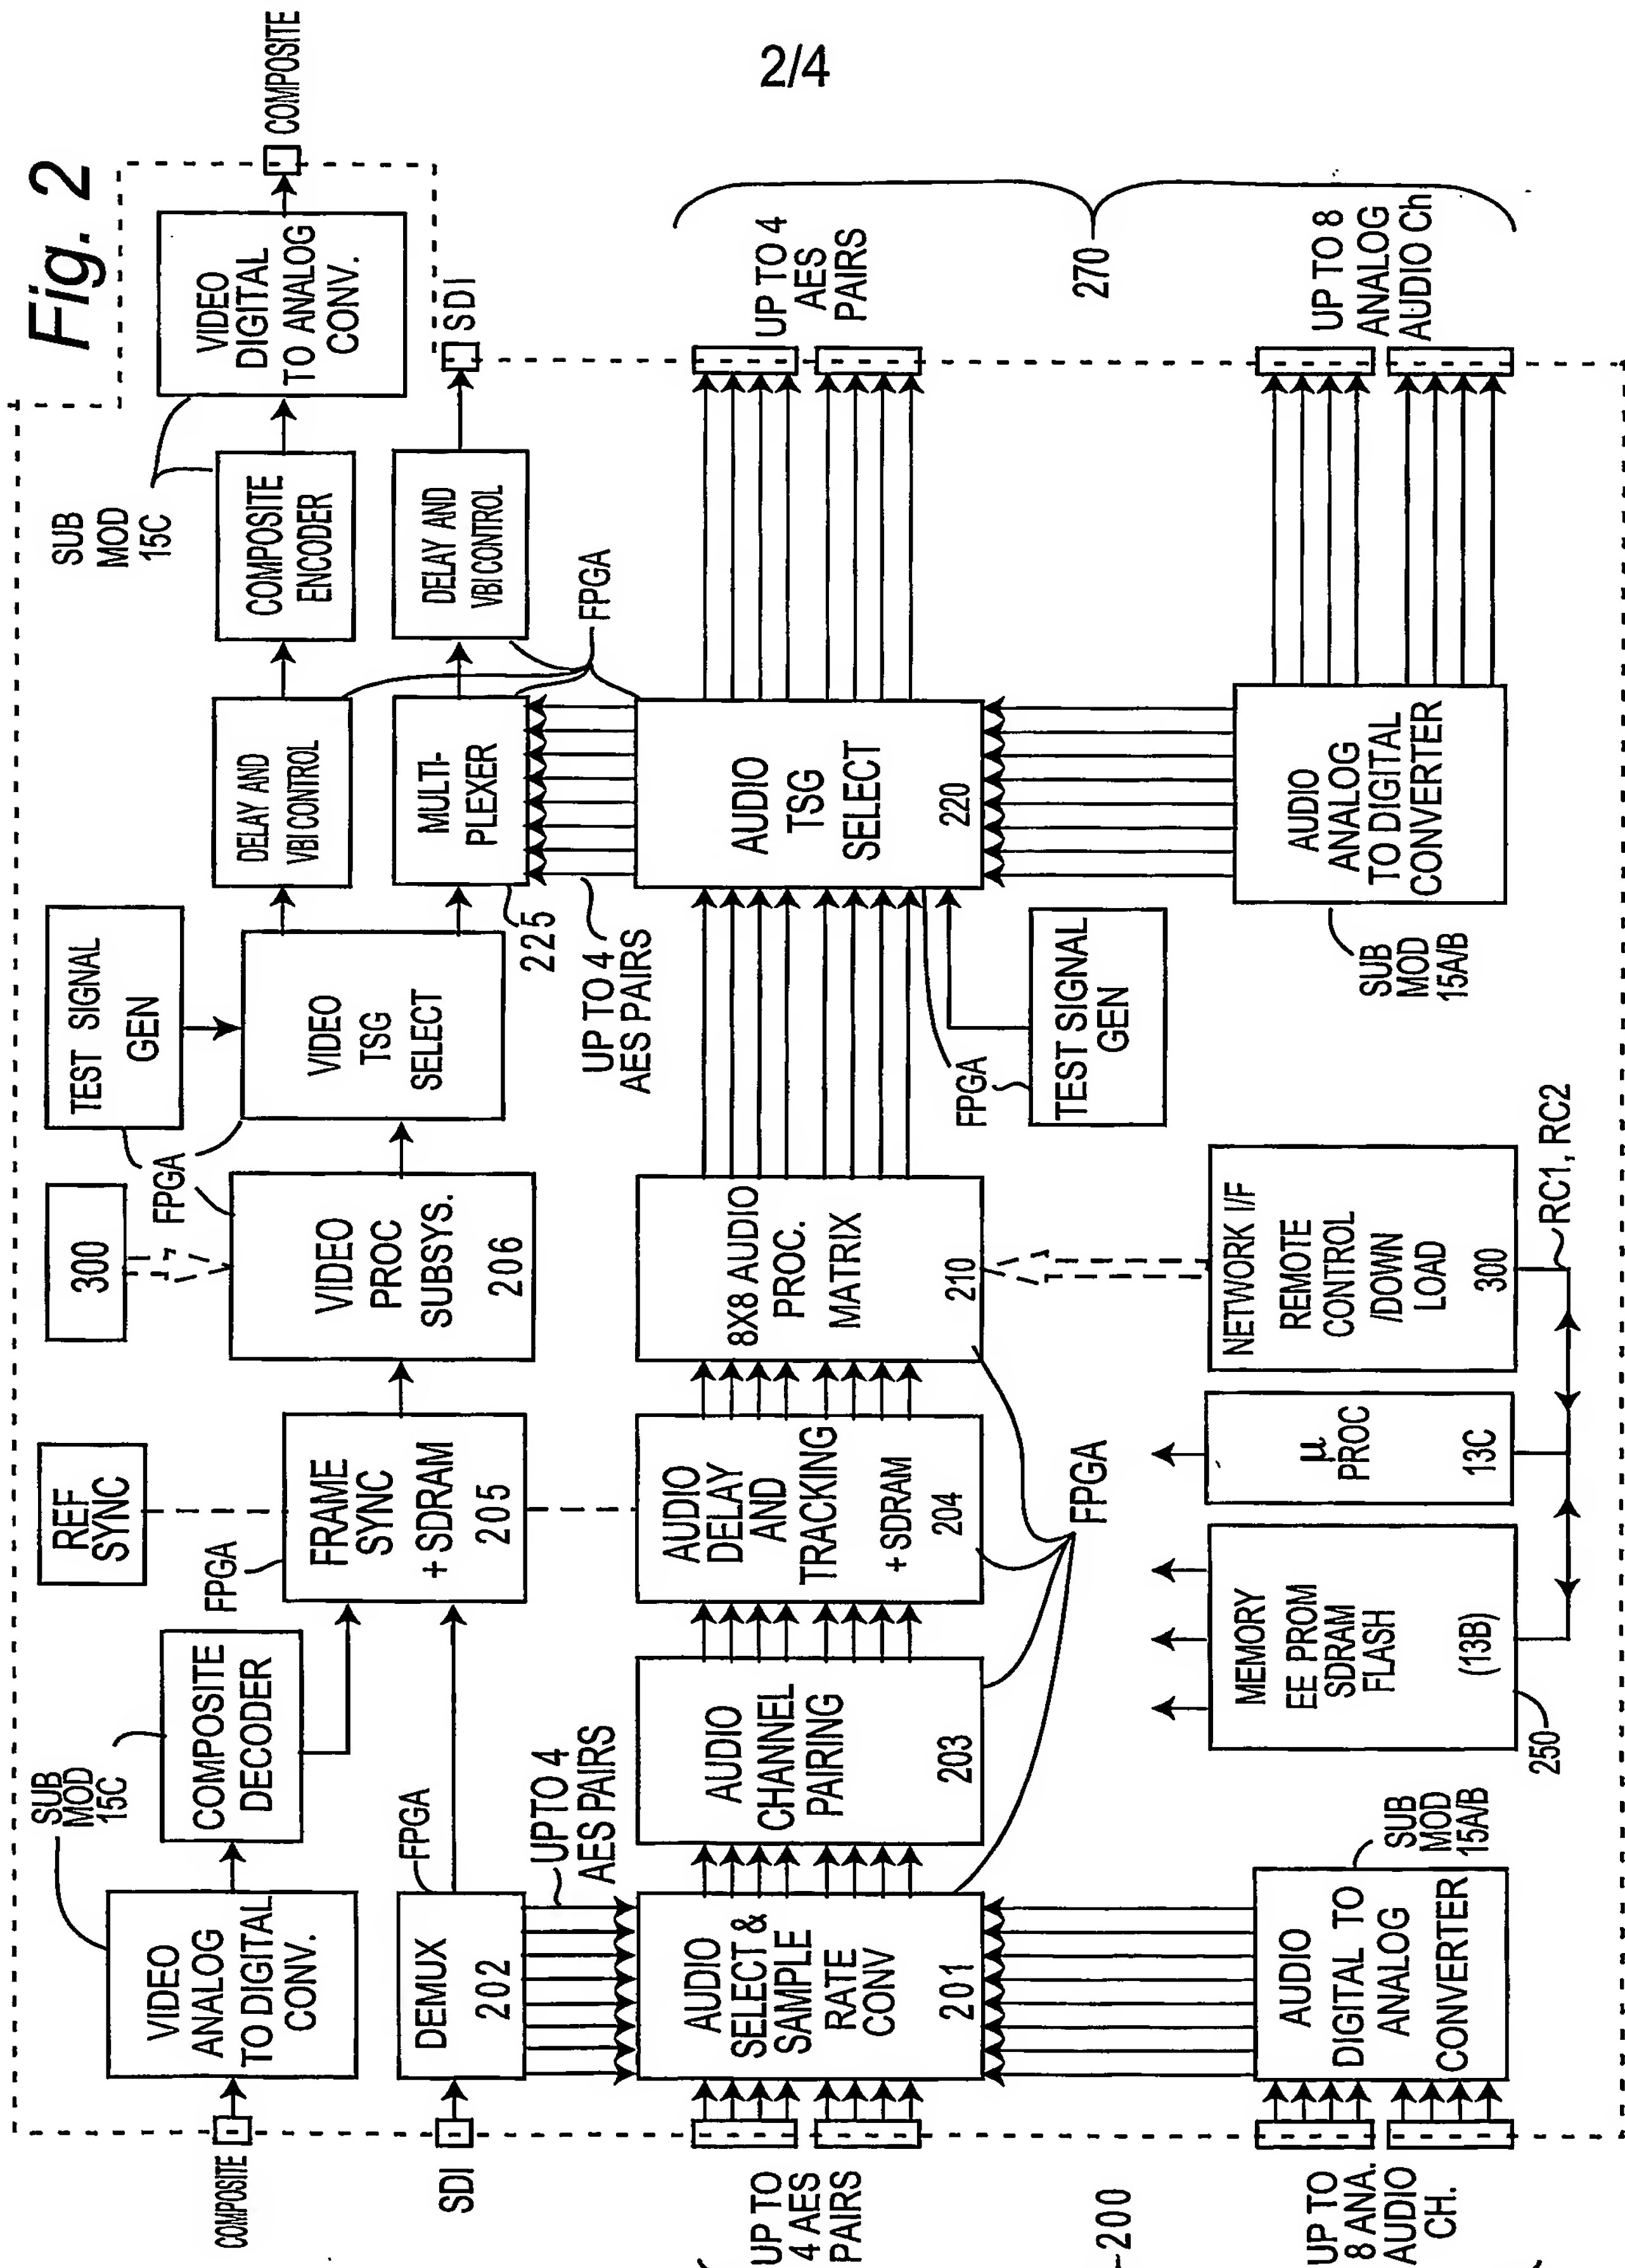 2/4
Fig. 2
COMPOSITE
VIDEO
ANALOG
TO DIGITAL
CONV.
SUB
MOD
15C
COMPOSITE
DECODER
FPGA
REF
SYNC
FRAME
SYNC
+ SDRAM
205
300
FPGA
VIDEO
PROC
SUBSYS.
206
TEST SIGNAL
GEN
VIDEO
TSG
SELECT
DELAY AND
VBI CONTROL
COMPOSITE
ENCODER
SUB
MOD
15C
VIDEO
DIGITAL
TO ANALOG
CONV.
COMPOSITE
SDI
DEMUX
202
FPGA
UP TO 4
AES PAIRS
MULTI-
PLEXER
225
UP TO 4
AES PAIRS
DELAY AND
VBI CONTROL
FPGA
SDI
UP TO
4 AES
PAIRS
AUDIO
SELECT &
SAMPLE
RATE
CONV
201
AUDIO
CHANNEL
PAIRING
203
AUDIO
DELAY
AND
TRACKING
+ SDRAM
204
8X8 AUDIO
PROC.
MATRIX
210
FPGA
AUDIO
TSG
SELECT
220
FPGA
TEST SIGNAL
GEN
UP TO 4
AES
PAIRS
270
200
UP TO
8 ANA.
AUDIO
CH.
AUDIO
DIGITAL TO
ANALOG
CONVERTER
SUB
MOD
15A/B
MEMORY
EE PROM
SDRAM
FLASH
(13B)
250
µ
PROC
13C
NETWORK I/F
REMOTE
CONTROL
/DOWN
LOAD
300
RC1, RC2
AUDIO
ANALOG
TO DIGITAL
CONVERTER
SUB
MOD
15A/B
UP TO 8
ANALOG
AUDIO Ch